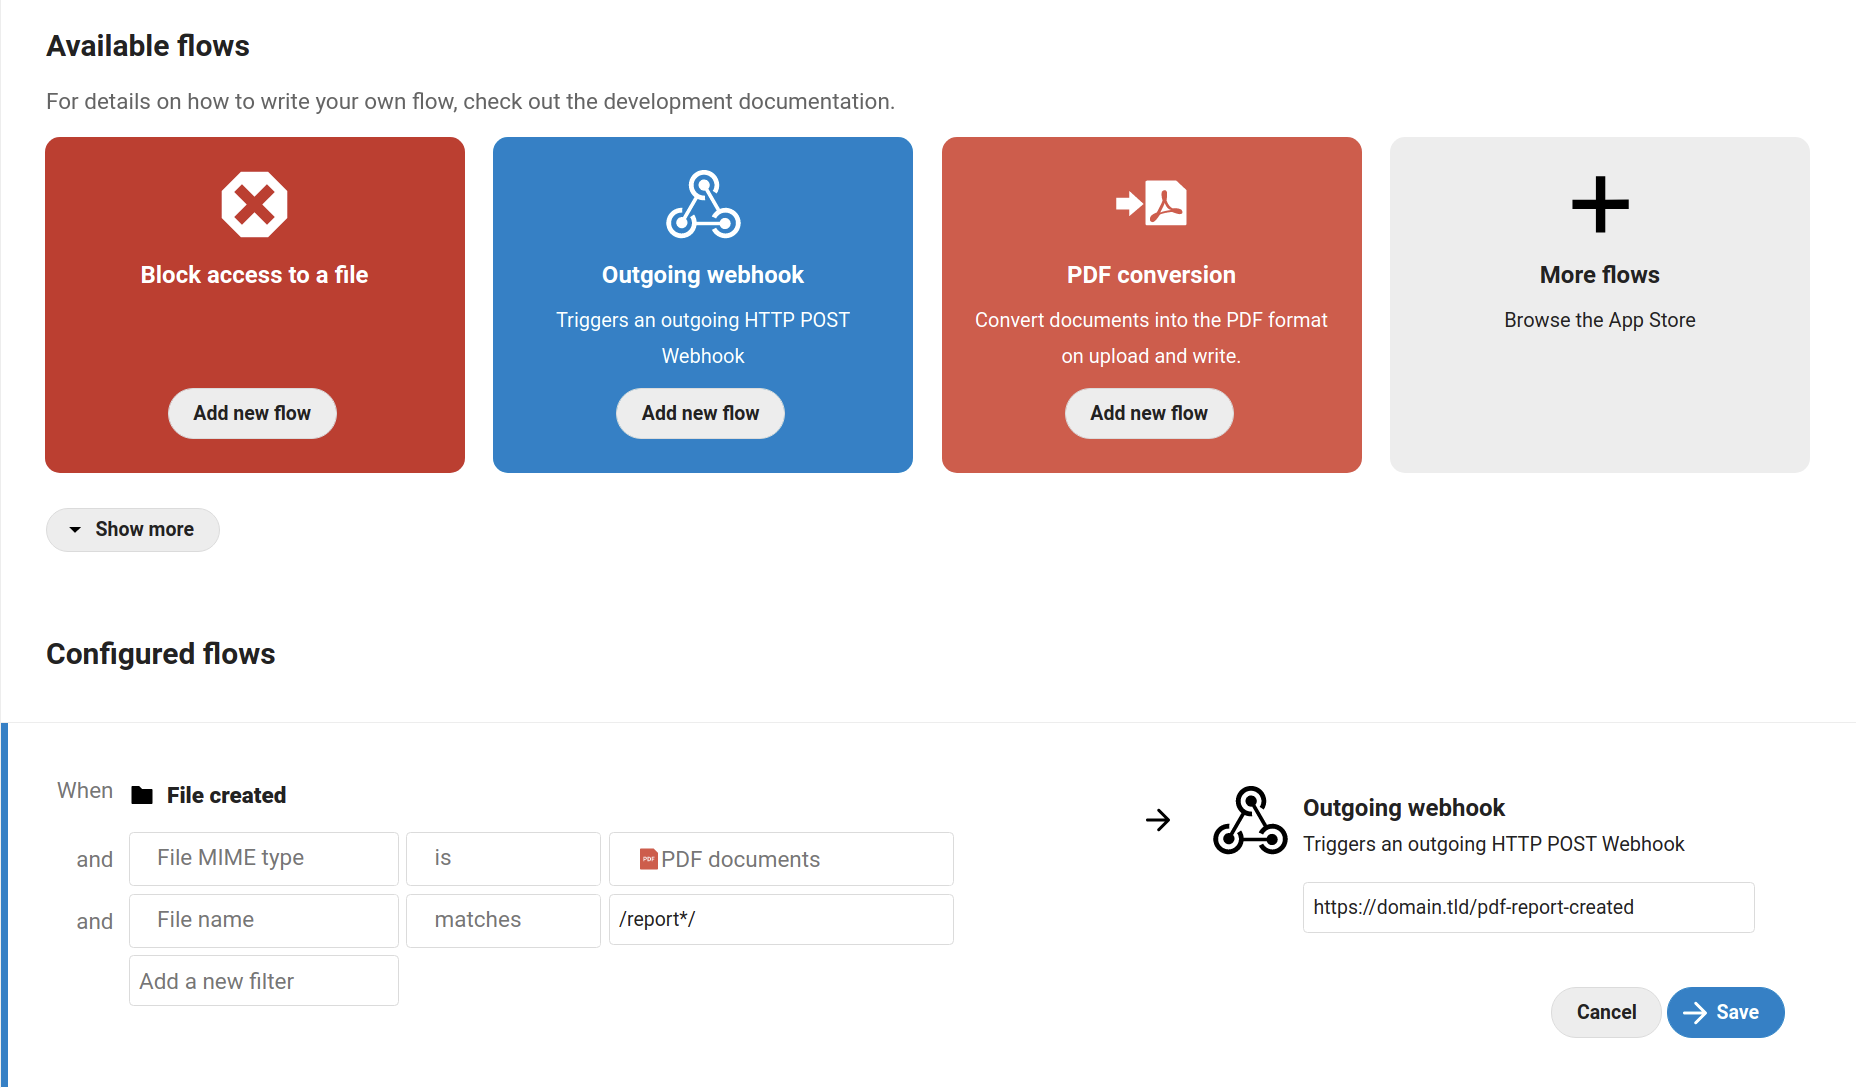 Available flows
For details on how to write your own flow, check out the development documentation.
Block access to a file
Add new flow
Outgoing webhook
Triggers an outgoing HTTP POST
Webhook
Add new flow
PDF conversion
Convert documents into the PDF format
on upload and write.
Add new flow
More flows
Browse the App Store
Show more
Configured flows
When File created
and File MIME type is PDF PDF documents
and File name matches /report*/
Add a new filter
Outgoing webhook
Triggers an outgoing HTTP POST Webhook
https://domain.tld/pdf-report-created
Cancel Save